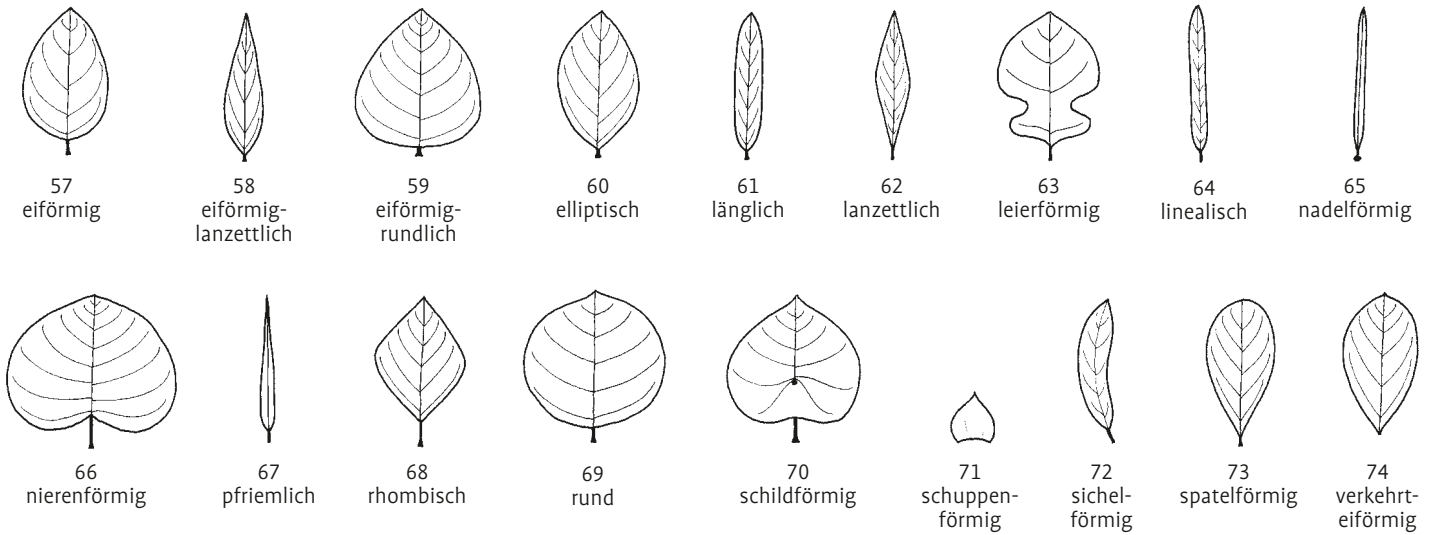 57
eiförmig
58
eiförmig-
lanzettlich
59
eiförmig-
rundlich
60
elliptisch
61
länglich
62
lanzettlich
63
leierförmig
64
linealisch
65
nadelförmig
66
nierenförmig
67
pfriemlich
68
rhombisch
69
rund
70
schildförmig
71
schuppen-
förmig
72
sichel-
förmig
73
spatelförmig
74
verkehrt-
eiförmig